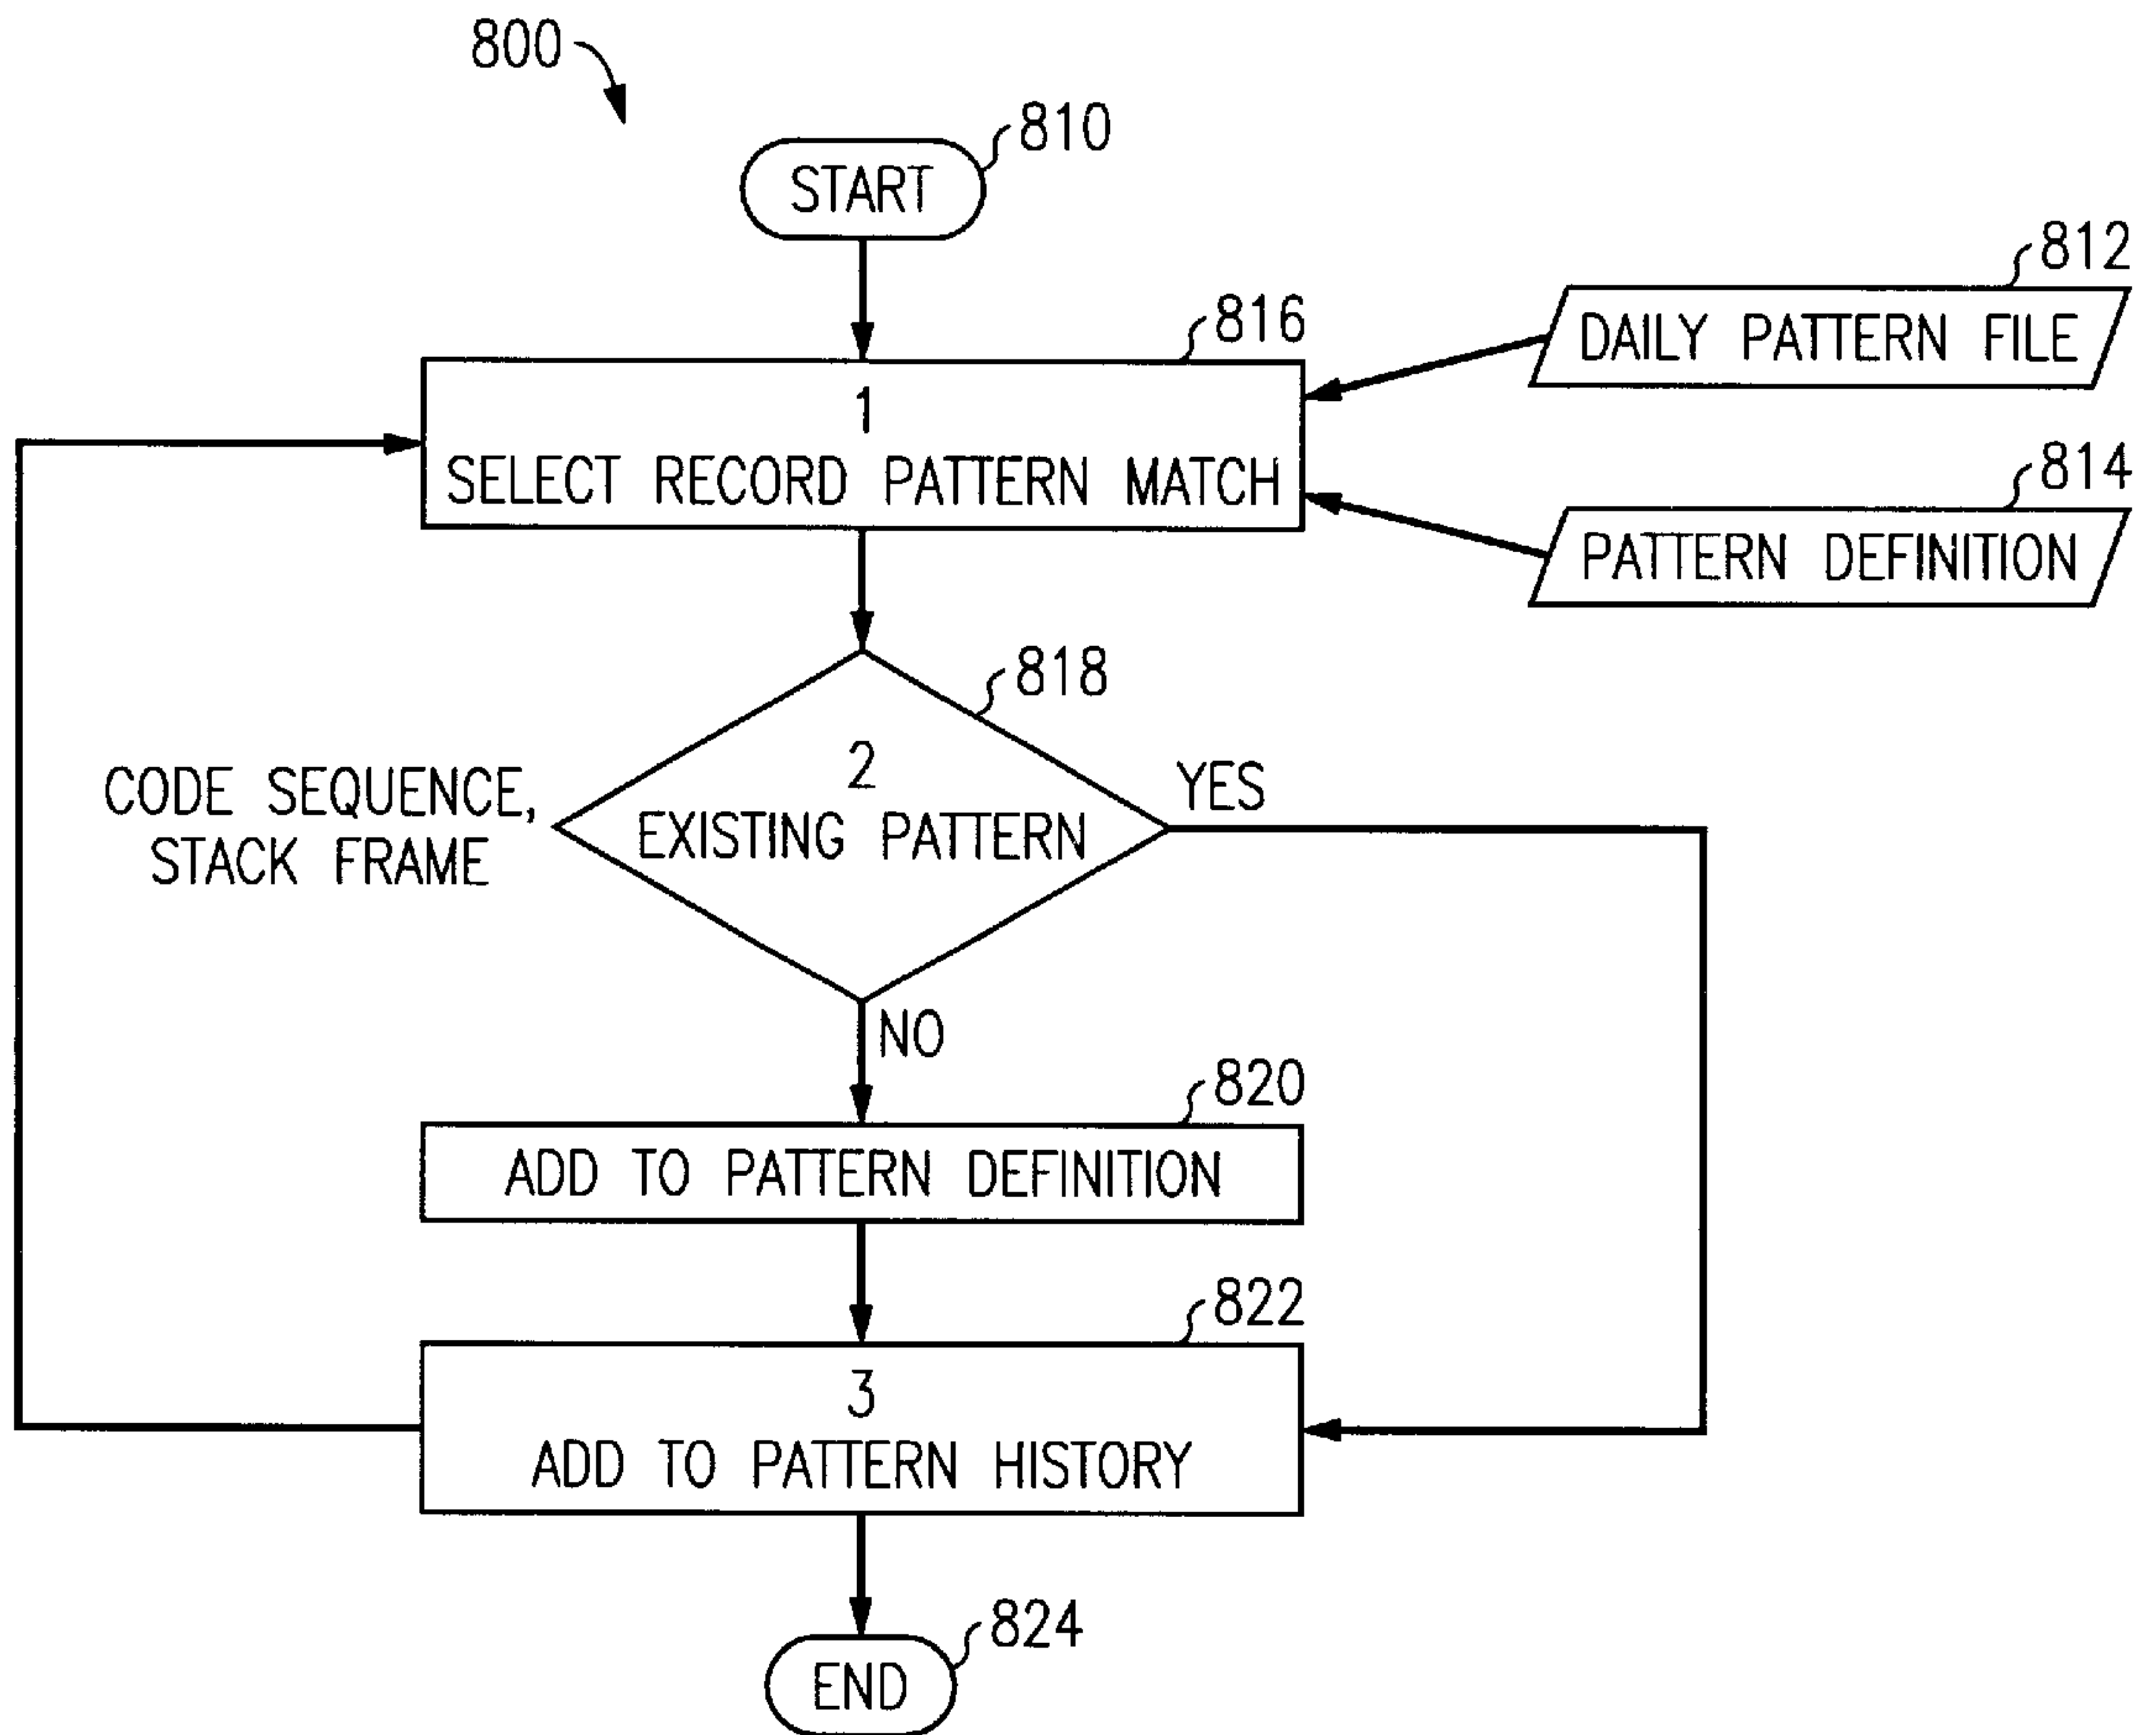 800
810
START
812
DAILY PATTERN FILE
816
1
SELECT RECORD PATTERN MATCH
814
PATTERN DEFINITION
818
2
EXISTING PATTERN
YES
CODE SEQUENCE,
STACK FRAME
NO
820
ADD TO PATTERN DEFINITION
822
3
ADD TO PATTERN HISTORY
824
END